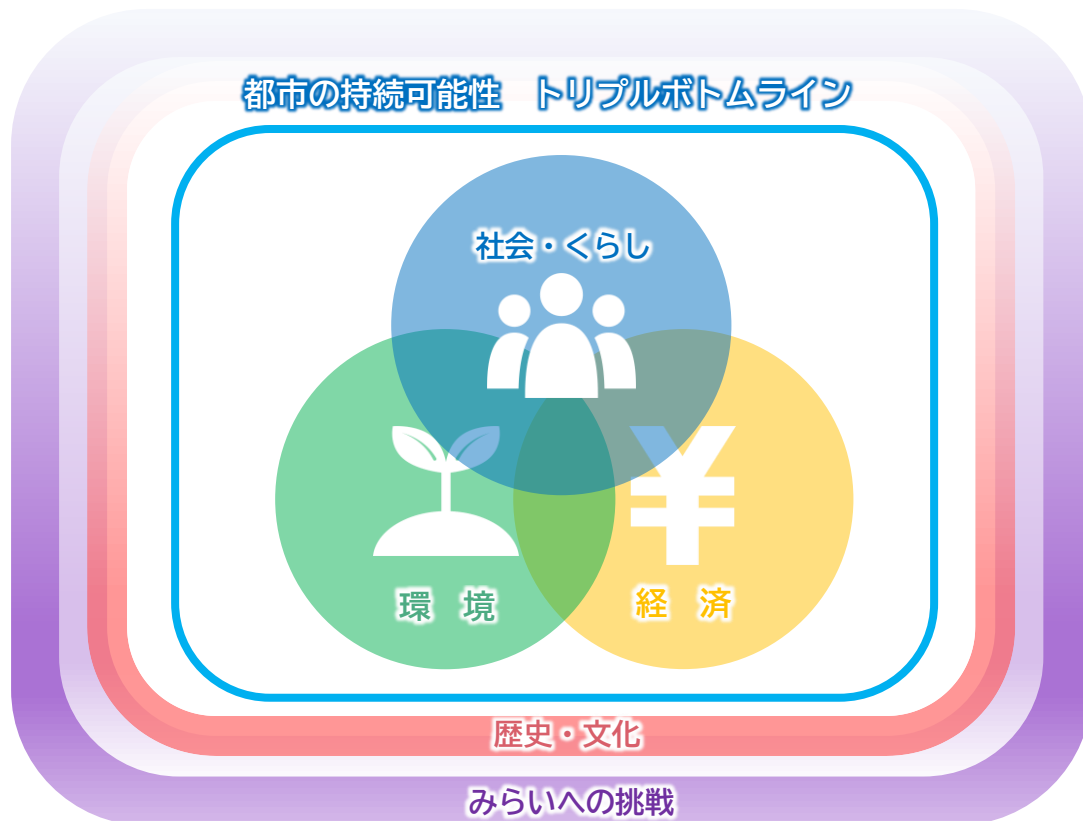 都市の持続可能性　トリプルボトムライン
社会・くらし
¥
環　境
経　済
歴史・文化
みらいへの挑戦